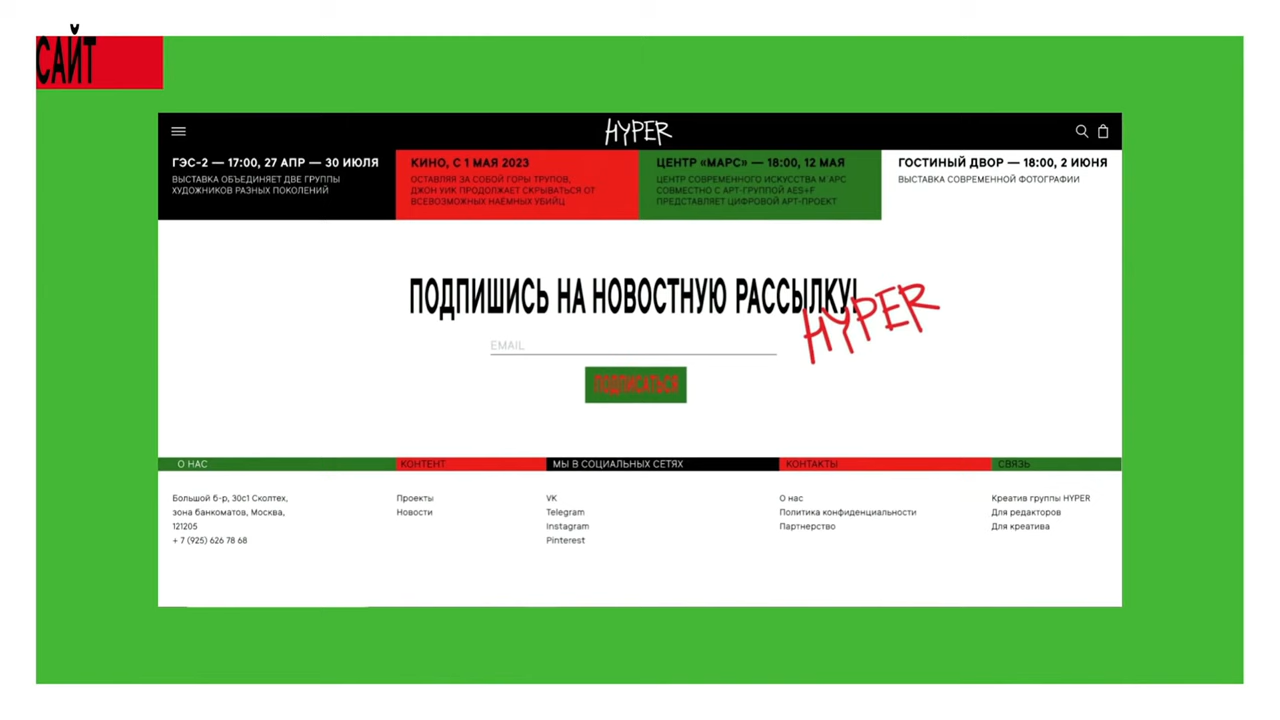 САЙТ
HYPER
ГЭС-2 — 17:00, 27 АПР — 30 ИЮЛЯ
ВЫСТАВКА ОБЪЕДИНЯЕТ ДВЕ ГРУППЫ
ХУДОЖНИКОВ РАЗНЫХ ПОКОЛЕНИЙ
КИНО, С 1 МАЯ 2023
ОСТАВЛЯЯ ЗА СОБОЙ ГОРЫ ТРУПОВ,
ДЖОН УИК ПРОДОЛЖАЕТ СКРЫВАТЬСЯ ОТ
ВСЕВОЗМОЖНЫХ НАЁМНЫХ УБИЙЦ
ЦЕНТР «МАРС» — 18:00, 12 МАЯ
ЦЕНТР СОВРЕМЕННОГО ИСКУССТВА М'АРС
СОВМЕСТНО С АРТ-ГРУППОЙ AES+F
ПРЕДСТАВЛЯЕТ ЦИФРОВОЙ АРТ-ПРОЕКТ
ГОСТИНЫЙ ДВОР — 18:00, 2 ИЮНЯ
ВЫСТАВКА СОВРЕМЕННОЙ ФОТОГРАФИИ
ПОДПИШИСЬ НА НОВОСТНУЮ РАССЫЛКУ!
HYPER
EMAIL
ПОДПИСАТЬСЯ
О НАС
Большой б-р, 30с1 Сколтех,
зона банкоматов, Москва,
121205
+ 7 (925) 626 78 68
КОНТЕНТ
Проекты
Новости
МЫ В СОЦИАЛЬНЫХ СЕТЯХ
VK
Telegram
Instagram
Pinterest
КОНТАКТЫ
О нас
Политика конфиденциальности
Партнерство
СВЯЗЬ
Креатив группы HYPER
Для редакторов
Для креатива